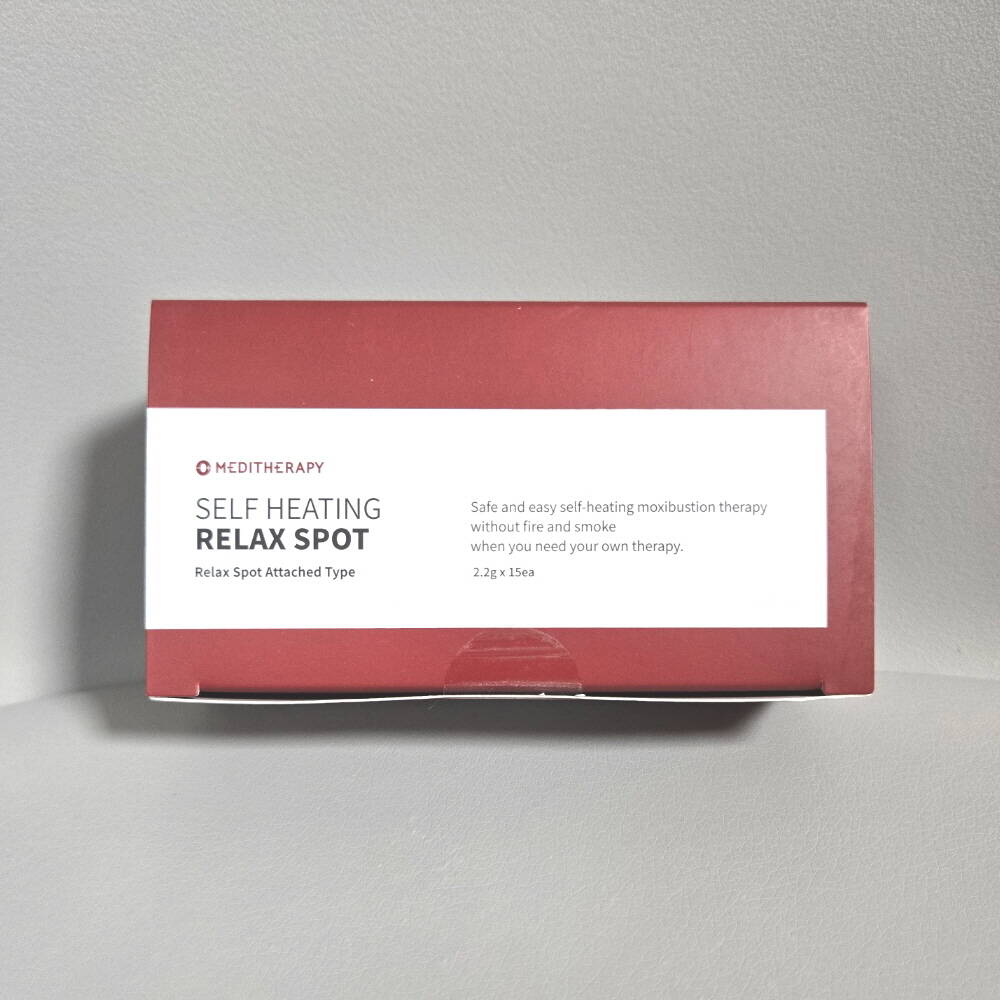 MEDITHERAPY
SELF HEATING
RELAX SPOT
Relax Spot Attached Type
Safe and easy self-heating moxibustion therapy
without fire and smoke
when you need your own therapy.
2.2g x 15ea